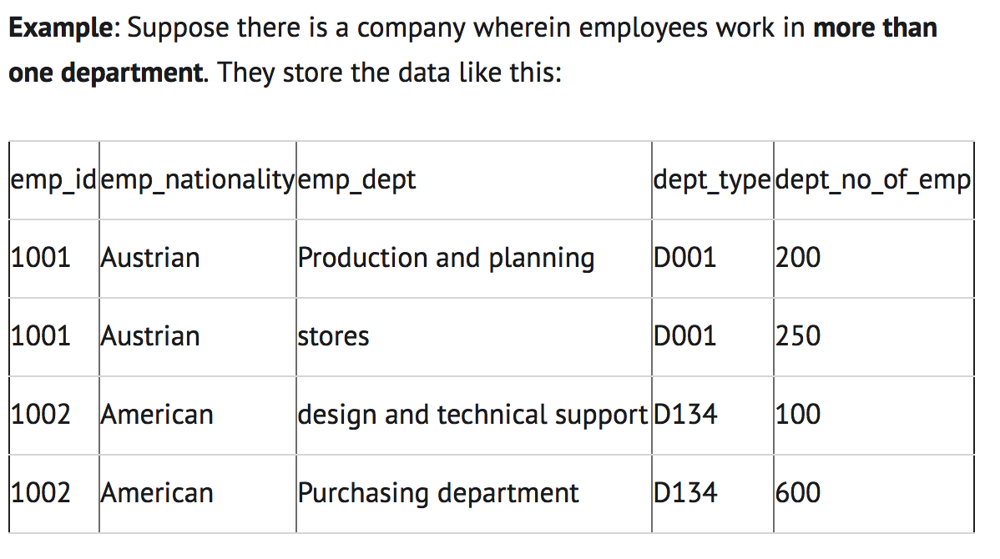 Example: Suppose there is a company wherein employees work in more than
one department. They store the data like this:
emp_id emp_nationality emp_dept dept_type dept_no_of_emp
1001 Austrian Production and planning D001 200
1001 Austrian stores D001 250
1002 American design and technical support D134 100
1002 American Purchasing department D134 600